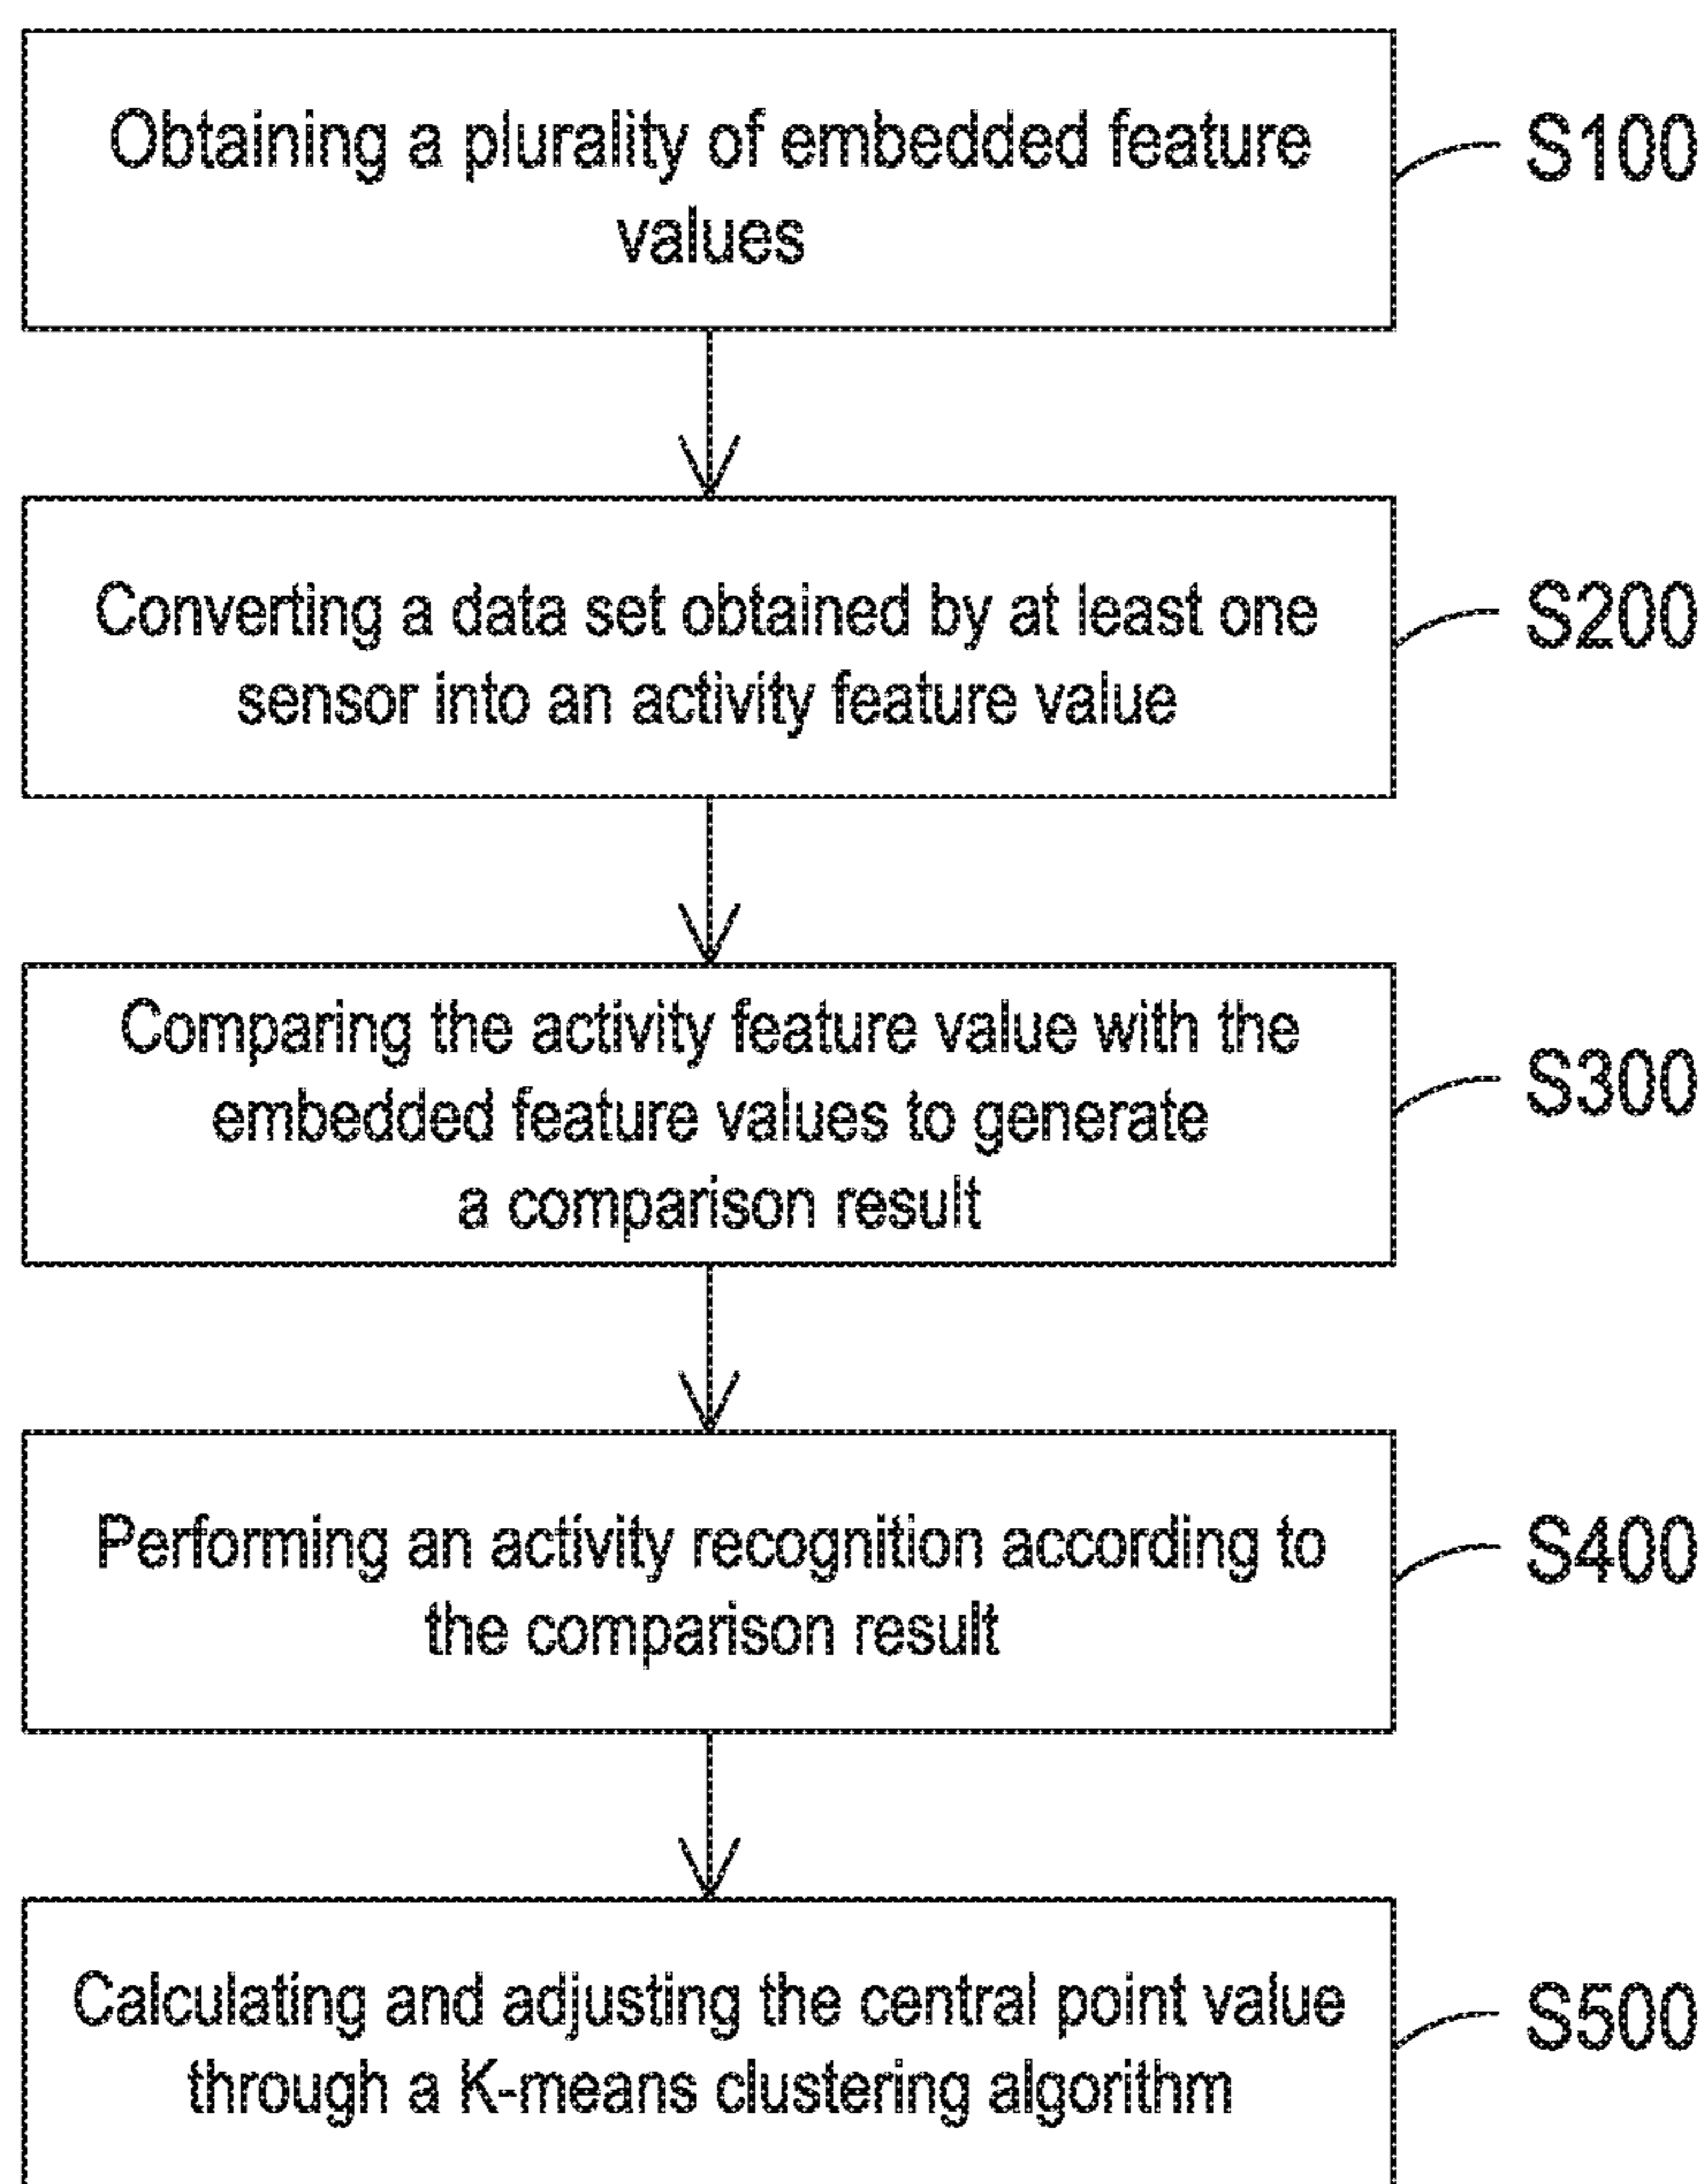 Obtaining a plurality of embedded feature
values
S100
Converting a data set obtained by at least one
sensor into an activity feature value
S200
Comparing the activity feature value with the
embedded feature values to generate
a comparison result
S300
Performing an activity recognition according to
the comparison result
S400
Calculating and adjusting the central point value
through a K-means clustering algorithm
S500